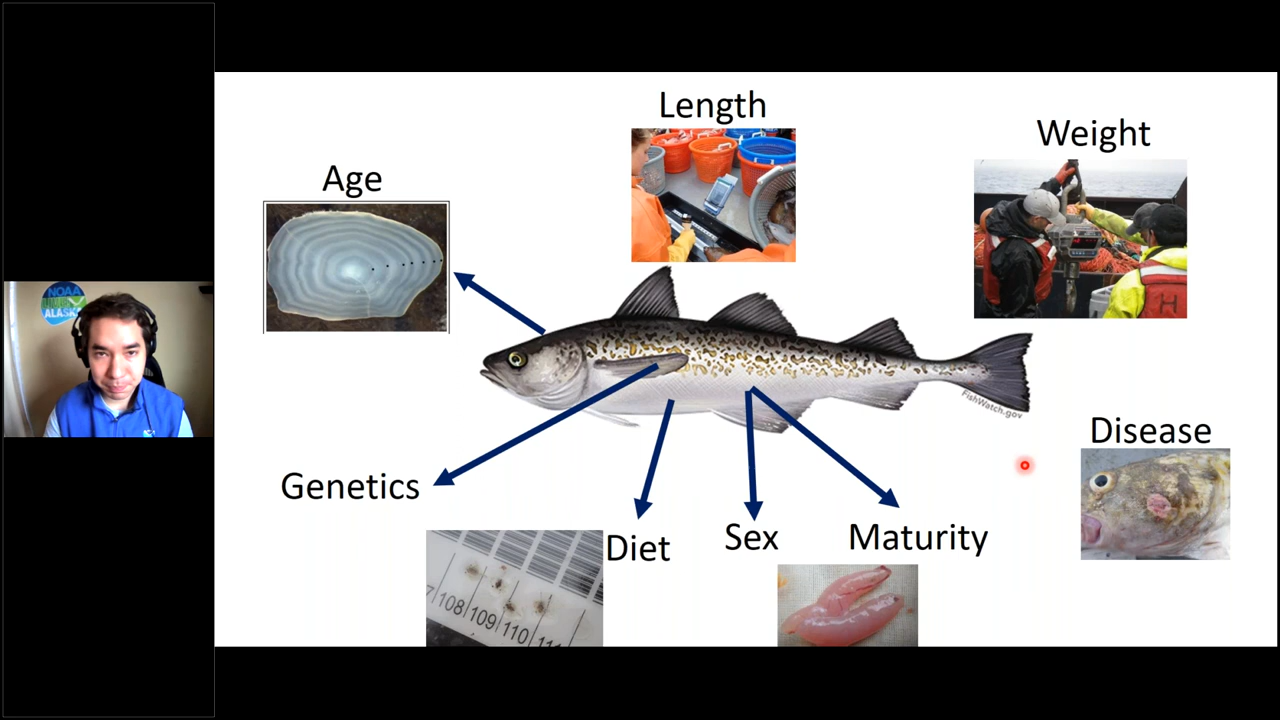 Length
Weight
Age
NOAA
ALASKA
FishWatch.gov
Disease
Genetics
Diet
Sex
Maturity
108
109
110
H